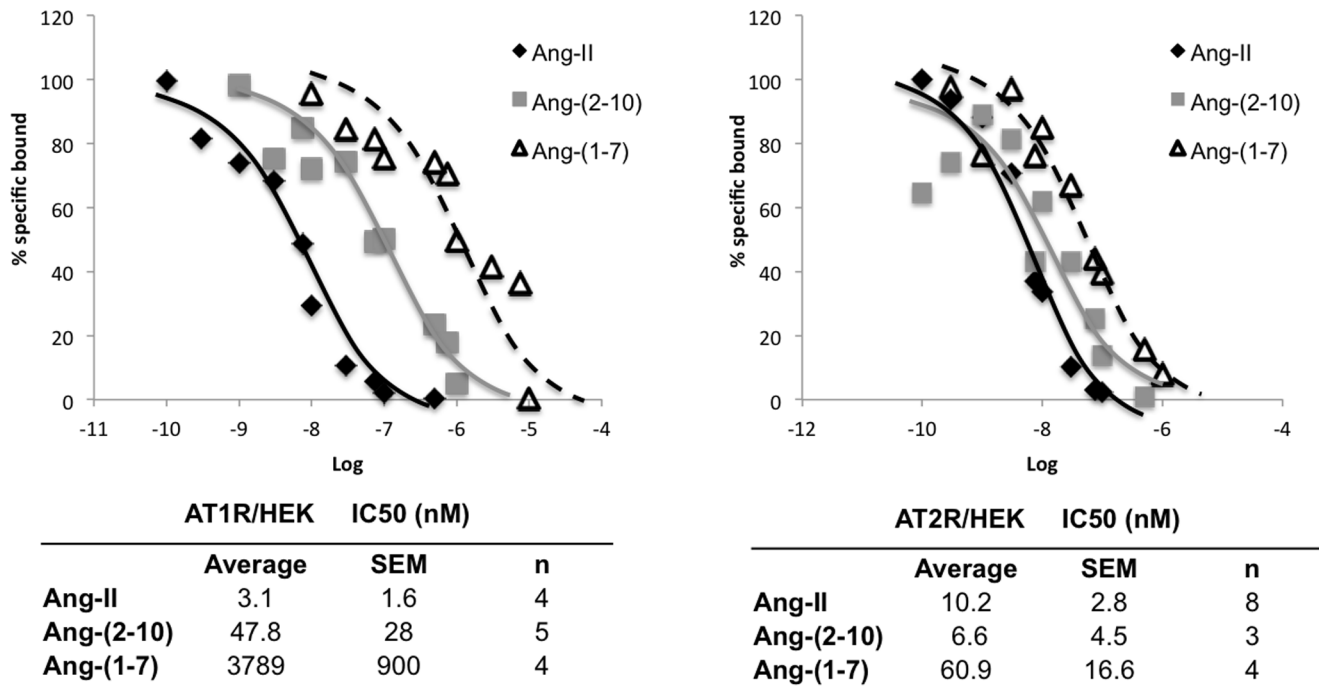 120
100
80
60
40
20
0
% specific bound
-11 -10 -9 -8 -7 -6 -5 -4
Log
Ang-II
Ang-(2-10)
Ang-(1-7)
AT1R/HEK IC50 (nM)
Average SEM n
Ang-II 3.1 1.6 4
Ang-(2-10) 47.8 28 5
Ang-(1-7) 3789 900 4
120
100
80
60
40
20
0
% specific bound
-12 -10 -8 -6 -4
Log
Ang-II
Ang-(2-10)
Ang-(1-7)
AT2R/HEK IC50 (nM)
Average SEM n
Ang-II 10.2 2.8 8
Ang-(2-10) 6.6 4.5 3
Ang-(1-7) 60.9 16.6 4